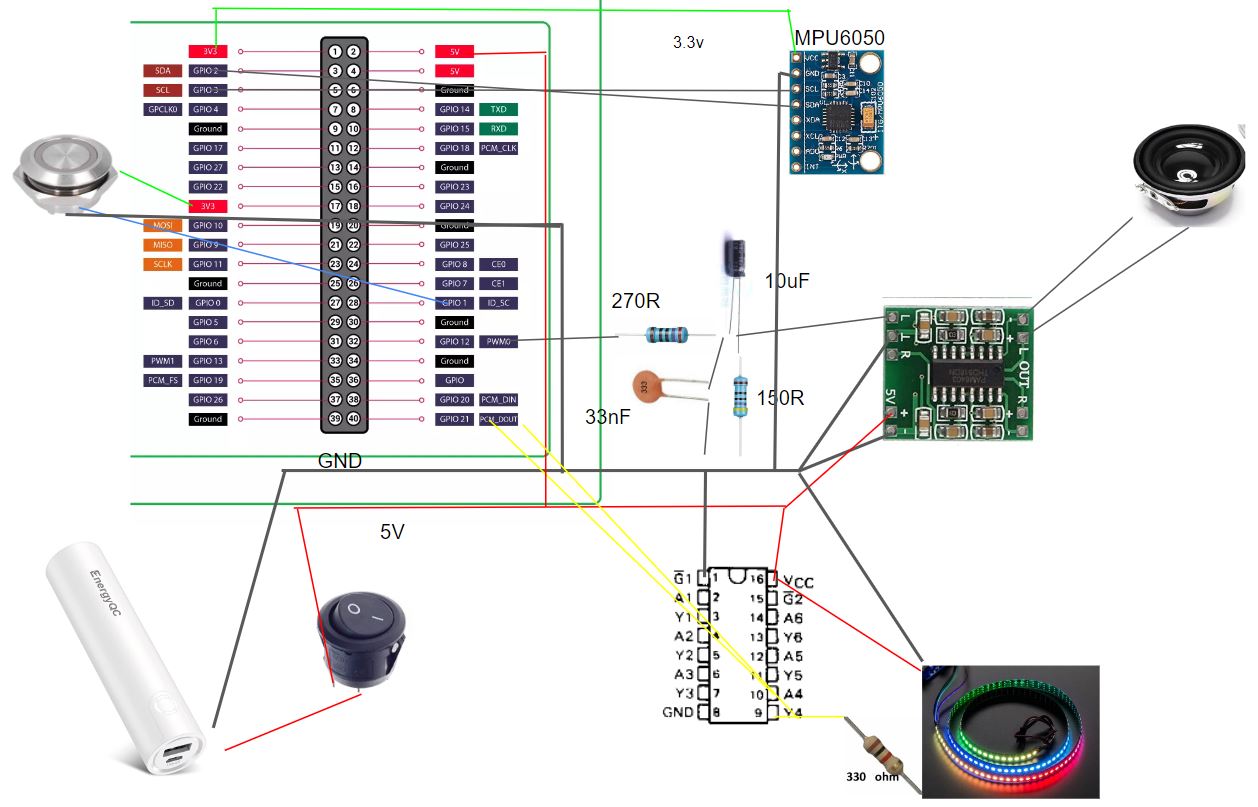 3.3v
MPU6050
3V3 1 2 5V
SDA GPIO 2 3 4 5V
SCL GPIO 3 5 6 Ground
GPCLK0 GPIO 4 7 8 GPIO 14 TXD
Ground 9 10 GPIO 15 RXD
GPIO 17 11 12 GPIO 18 PCM_CLK
GPIO 27 13 14 Ground
GPIO 22 15 16 GPIO 23
3V3 17 18 GPIO 24
MOSI GPIO 10 19 20 Ground
MISO GPIO 9 21 22 GPIO 25
SCLK GPIO 11 23 24 GPIO 8 CE0
Ground 25 26 GPIO 7 CE1
ID_SD GPIO 0 27 28 GPIO 1 ID_SC
GPIO 5 29 30 Ground
GPIO 6 31 32 GPIO 12 PWM0
PWM1 GPIO 13 33 34 Ground
PCM_FS GPIO 19 35 36 GPIO
GPIO 26 37 38 GPIO 20 PCM_DIN
Ground 39 40 GPIO 21 PCM_DOUT
VCC
GND
SCL
SDA
XDA
XCL
ADO
INT
10uF
270R
333
33nF
150R
L
L
R
5V
+
L-OUT-R
GND
5V
EnergyQC
G1 1 16 VCC
A1 2 15 G2
Y1 3 14 A6
A2 4 13 Y6
Y2 5 12 A5
A3 6 11 Y5
Y3 7 10 A4
GND 8 9 Y4
330 ohm